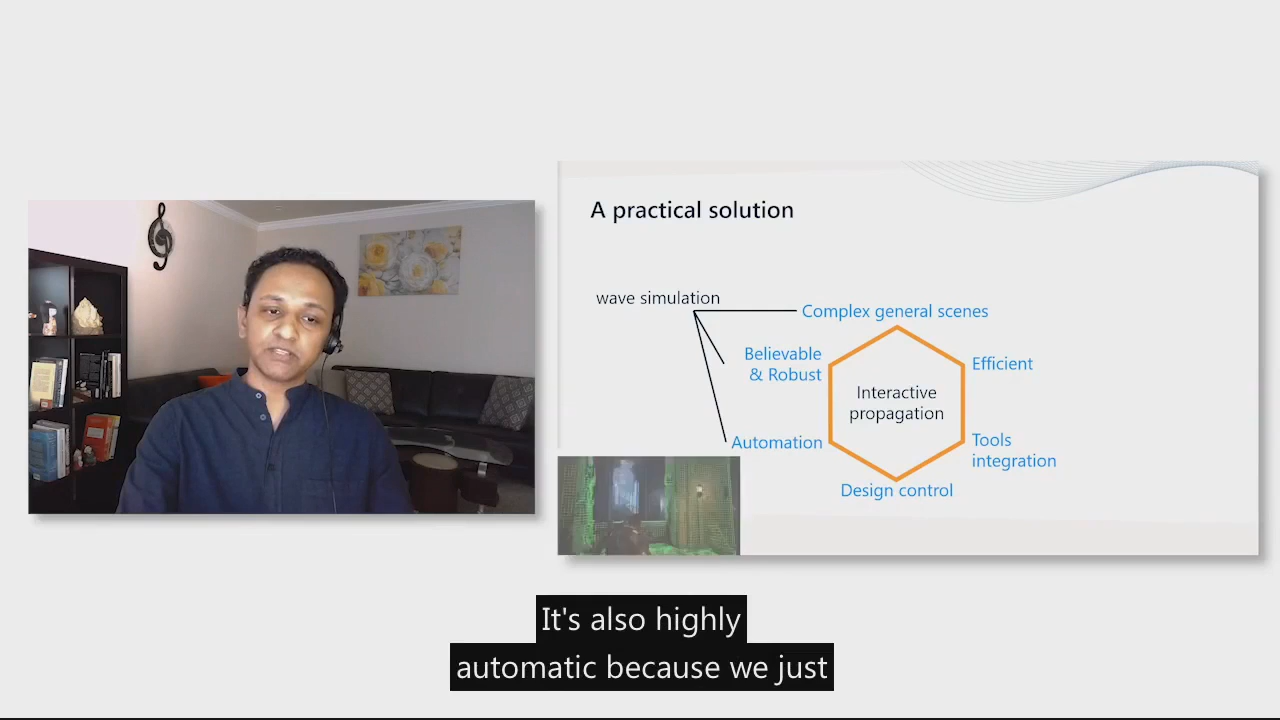 A practical solution
wave simulation
Complex general scenes
Believable
& Robust
Efficient
Interactive
propagation
Automation
Tools
integration
Design control
It's also highly
automatic because we just